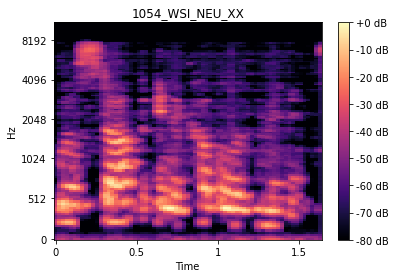 1054_WSI_NEU_XX
+0 dB
8192
-10 dB
4096
-20 dB
-30 dB
2048
Hz
-40 dB
1024
-50 dB
512
-60 dB
-70 dB
0
-80 dB
0
0.5
1
1.5
Time